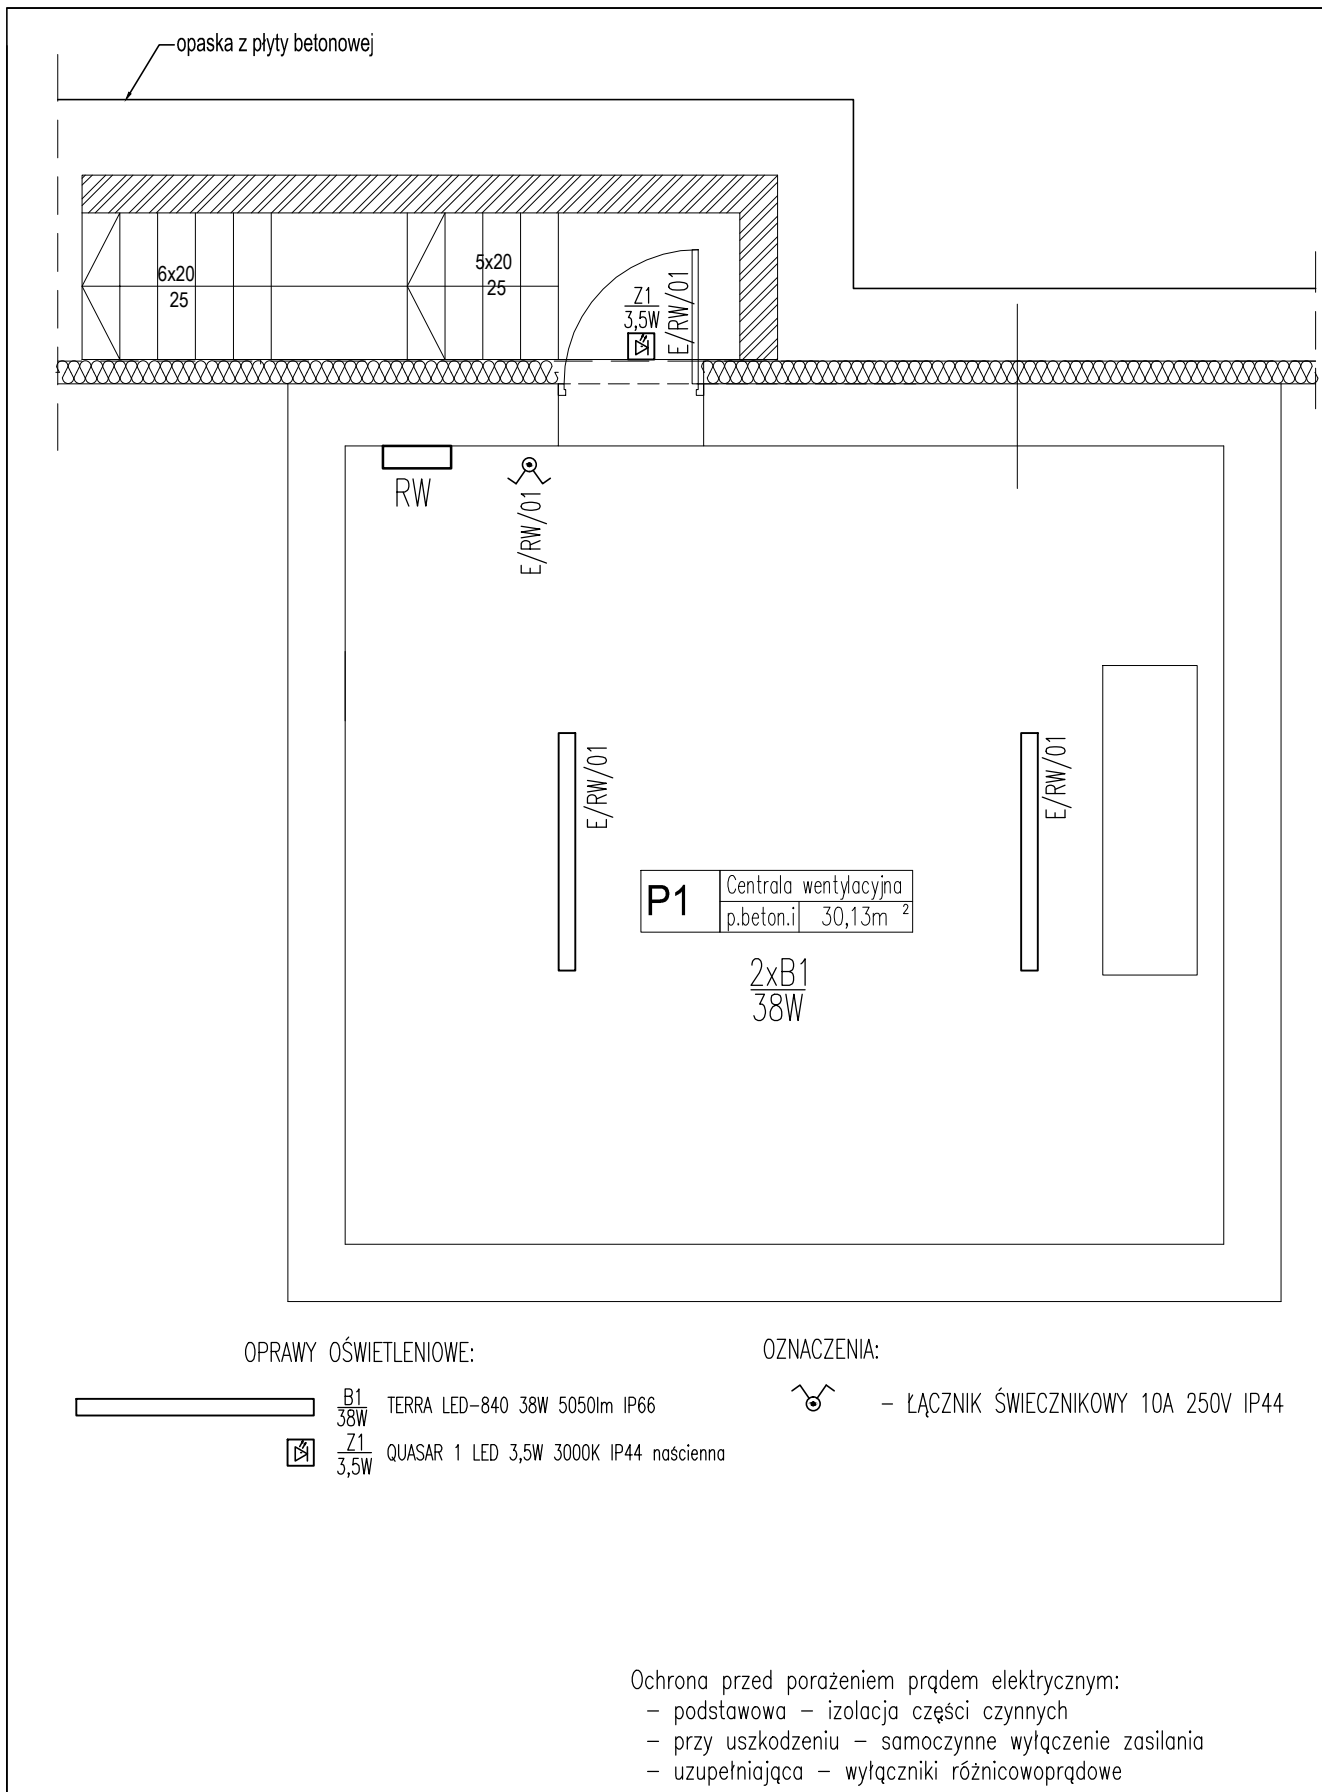 opaska z płyty betonowej
6x20
25
5x20
25
Z1
3,5W
E/RW/01
RW
E/RW/01
E/RW/01
E/RW/01
P1
Centrala wentylacyjna
p.beton.i 30,13m 2
2xB1
38W
OPRAWY OŚWIETLENIOWE:
B1
38W
TERRA LED-840 38W 5050lm IP66
Z1
3,5W
QUASAR 1 LED 3,5W 3000K IP44 naścienna
OZNACZENIA:
– ŁĄCZNIK ŚWIECZNIKOWY 10A 250V IP44
Ochrona przed porażeniem prądem elektrycznym:
– podstawowa – izolacja części czynnych
– przy uszkodzeniu – samoczynne wyłączenie zasilania
– uzupełniająca – wyłączniki różnicowoprądowe